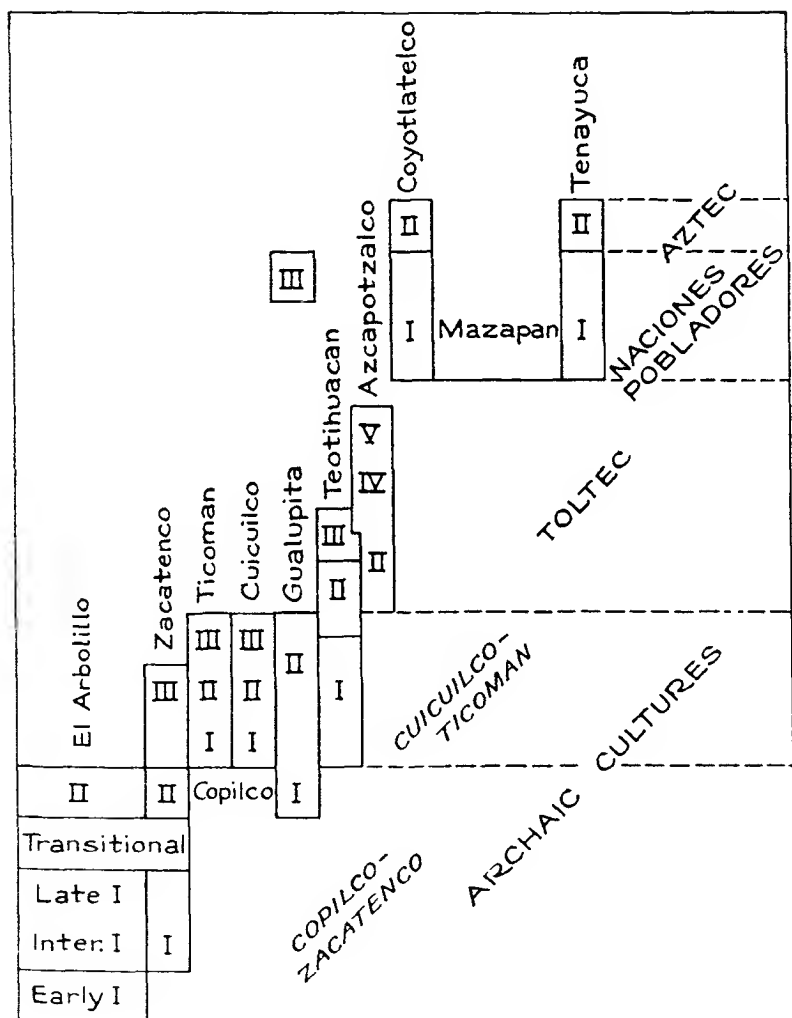 Coyotlatelco
Tenayuca
II
II
AZTEC
III
Azcapotzalco
I
Mazapan
I
NACIONES
POBLADORES
Teotihuacan
V
IV
II
TOLTEC
Gualupita
III
II
I
Zacatenco
Ticoman
Cuicuilco
III
III
II
El Arbolillo
III
II
II
I
I
CUICUILCO-
TICOMAN
II
II
Copilco
I
ARCHAIC CULTURES
Transitional
Late I
Inter. I
I
COPILCO-
ZACATENCO
Early I